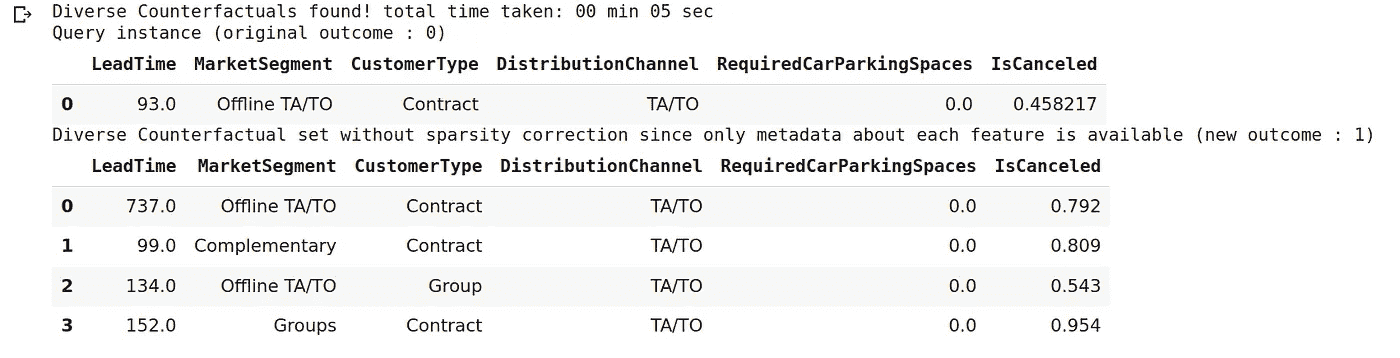 Diverse Counterfactuals found! total time taken: 00 min 05 sec
Query instance (original outcome : 0)
LeadTime MarketSegment CustomerType DistributionChannel RequiredCarParkingSpaces IsCanceled
0 93.0 Offline TA/TO Contract TA/TO 0.0 0.458217
Diverse Counterfactual set without sparsity correction since only metadata about each feature is available (new outcome : 1)
LeadTime MarketSegment CustomerType DistributionChannel RequiredCarParkingSpaces IsCanceled
0 737.0 Offline TA/TO Contract TA/TO 0.0 0.792
1 99.0 Complementary Contract TA/TO 0.0 0.809
2 134.0 Offline TA/TO Group TA/TO 0.0 0.543
3 152.0 Groups Contract TA/TO 0.0 0.954